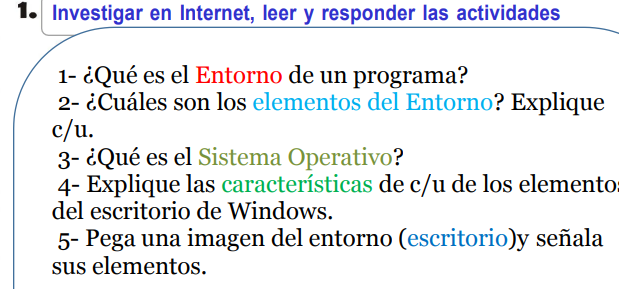 1. Investigar en Internet, leer y responder las actividades
1- ¿Qué es el Entorno de un programa?
2- ¿Cuáles son los elementos del Entorno? Explique
c/u.
3- ¿Qué es el Sistema Operativo?
4- Explique las características de c/u de los elementos
del escritorio de Windows.
5- Pega una imagen del entorno (escritorio)y señala
sus elementos.